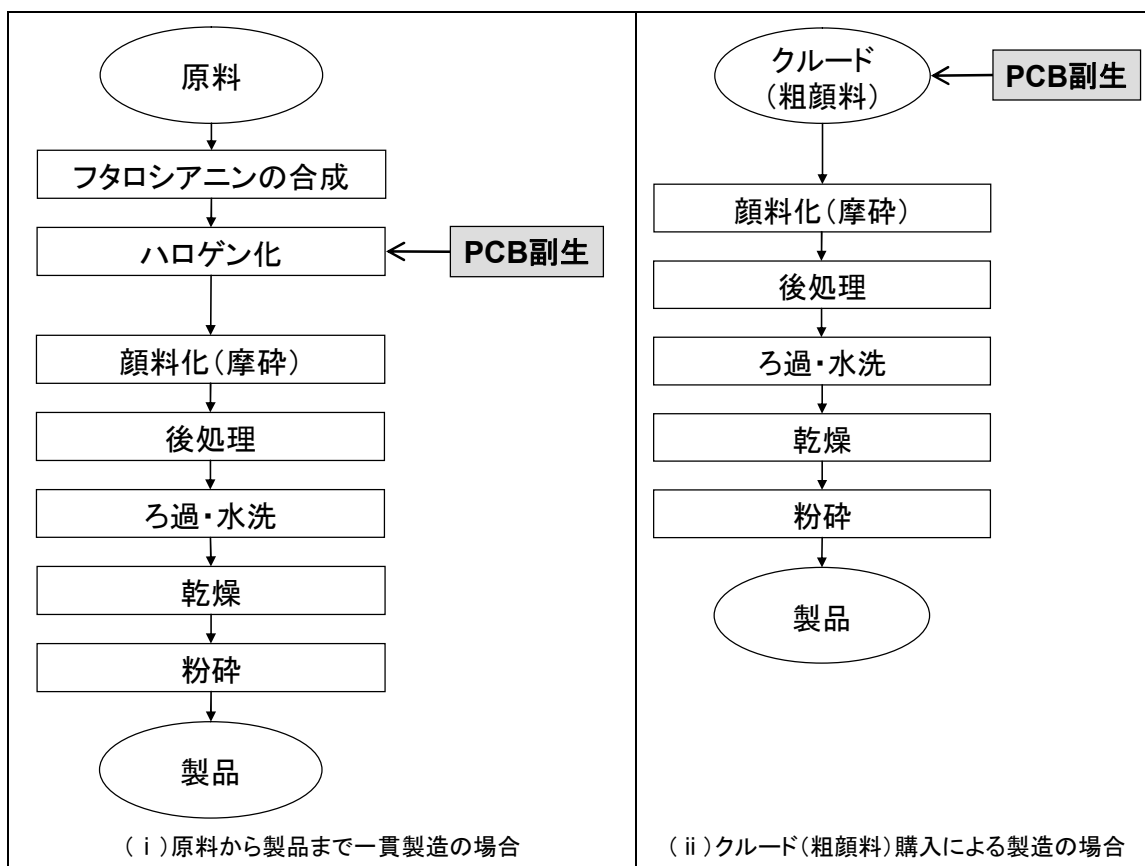 原料
フタロシアニンの合成
ハロゲン化
PCB副生
顔料化(摩砕)
後処理
ろ過・水洗
乾燥
粉砕
製品
(ⅰ)原料から製品まで一貫製造の場合
クルード
(粗顔料)
PCB副生
顔料化(摩砕)
後処理
ろ過・水洗
乾燥
粉砕
製品
(ⅱ)クルード(粗顔料)購入による製造の場合